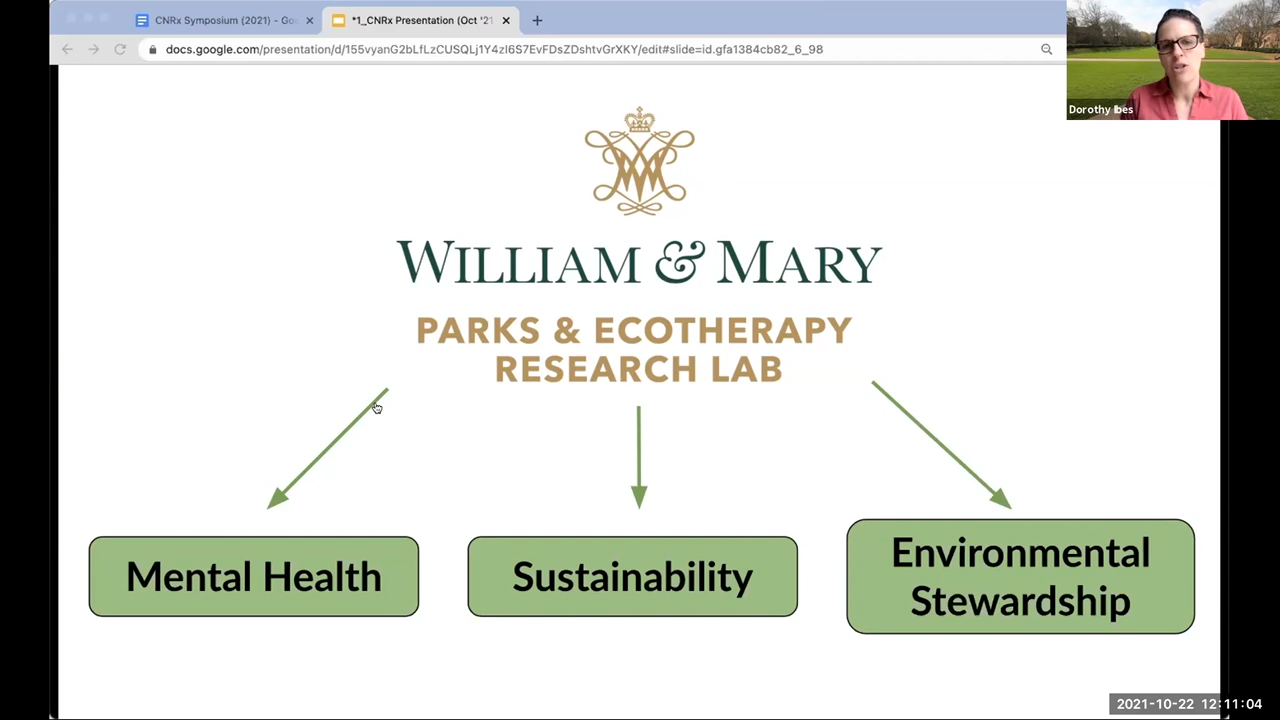 CNRx Symposium (2021) - Goo
*1_CNRx Presentation (Oct '21
docs.google.com/presentation/d/155vyanG2bLfLzCUSQLj1Y4zl6S7EvFDsZDshtvGrXKY/edit#slide=id.gfa1384cb82_6_98
Dorothy Ibes
WILLIAM & MARY
PARKS & ECOTHERAPY
RESEARCH LAB
Mental Health
Sustainability
Environmental
Stewardship
2021-10-22 12:11:04